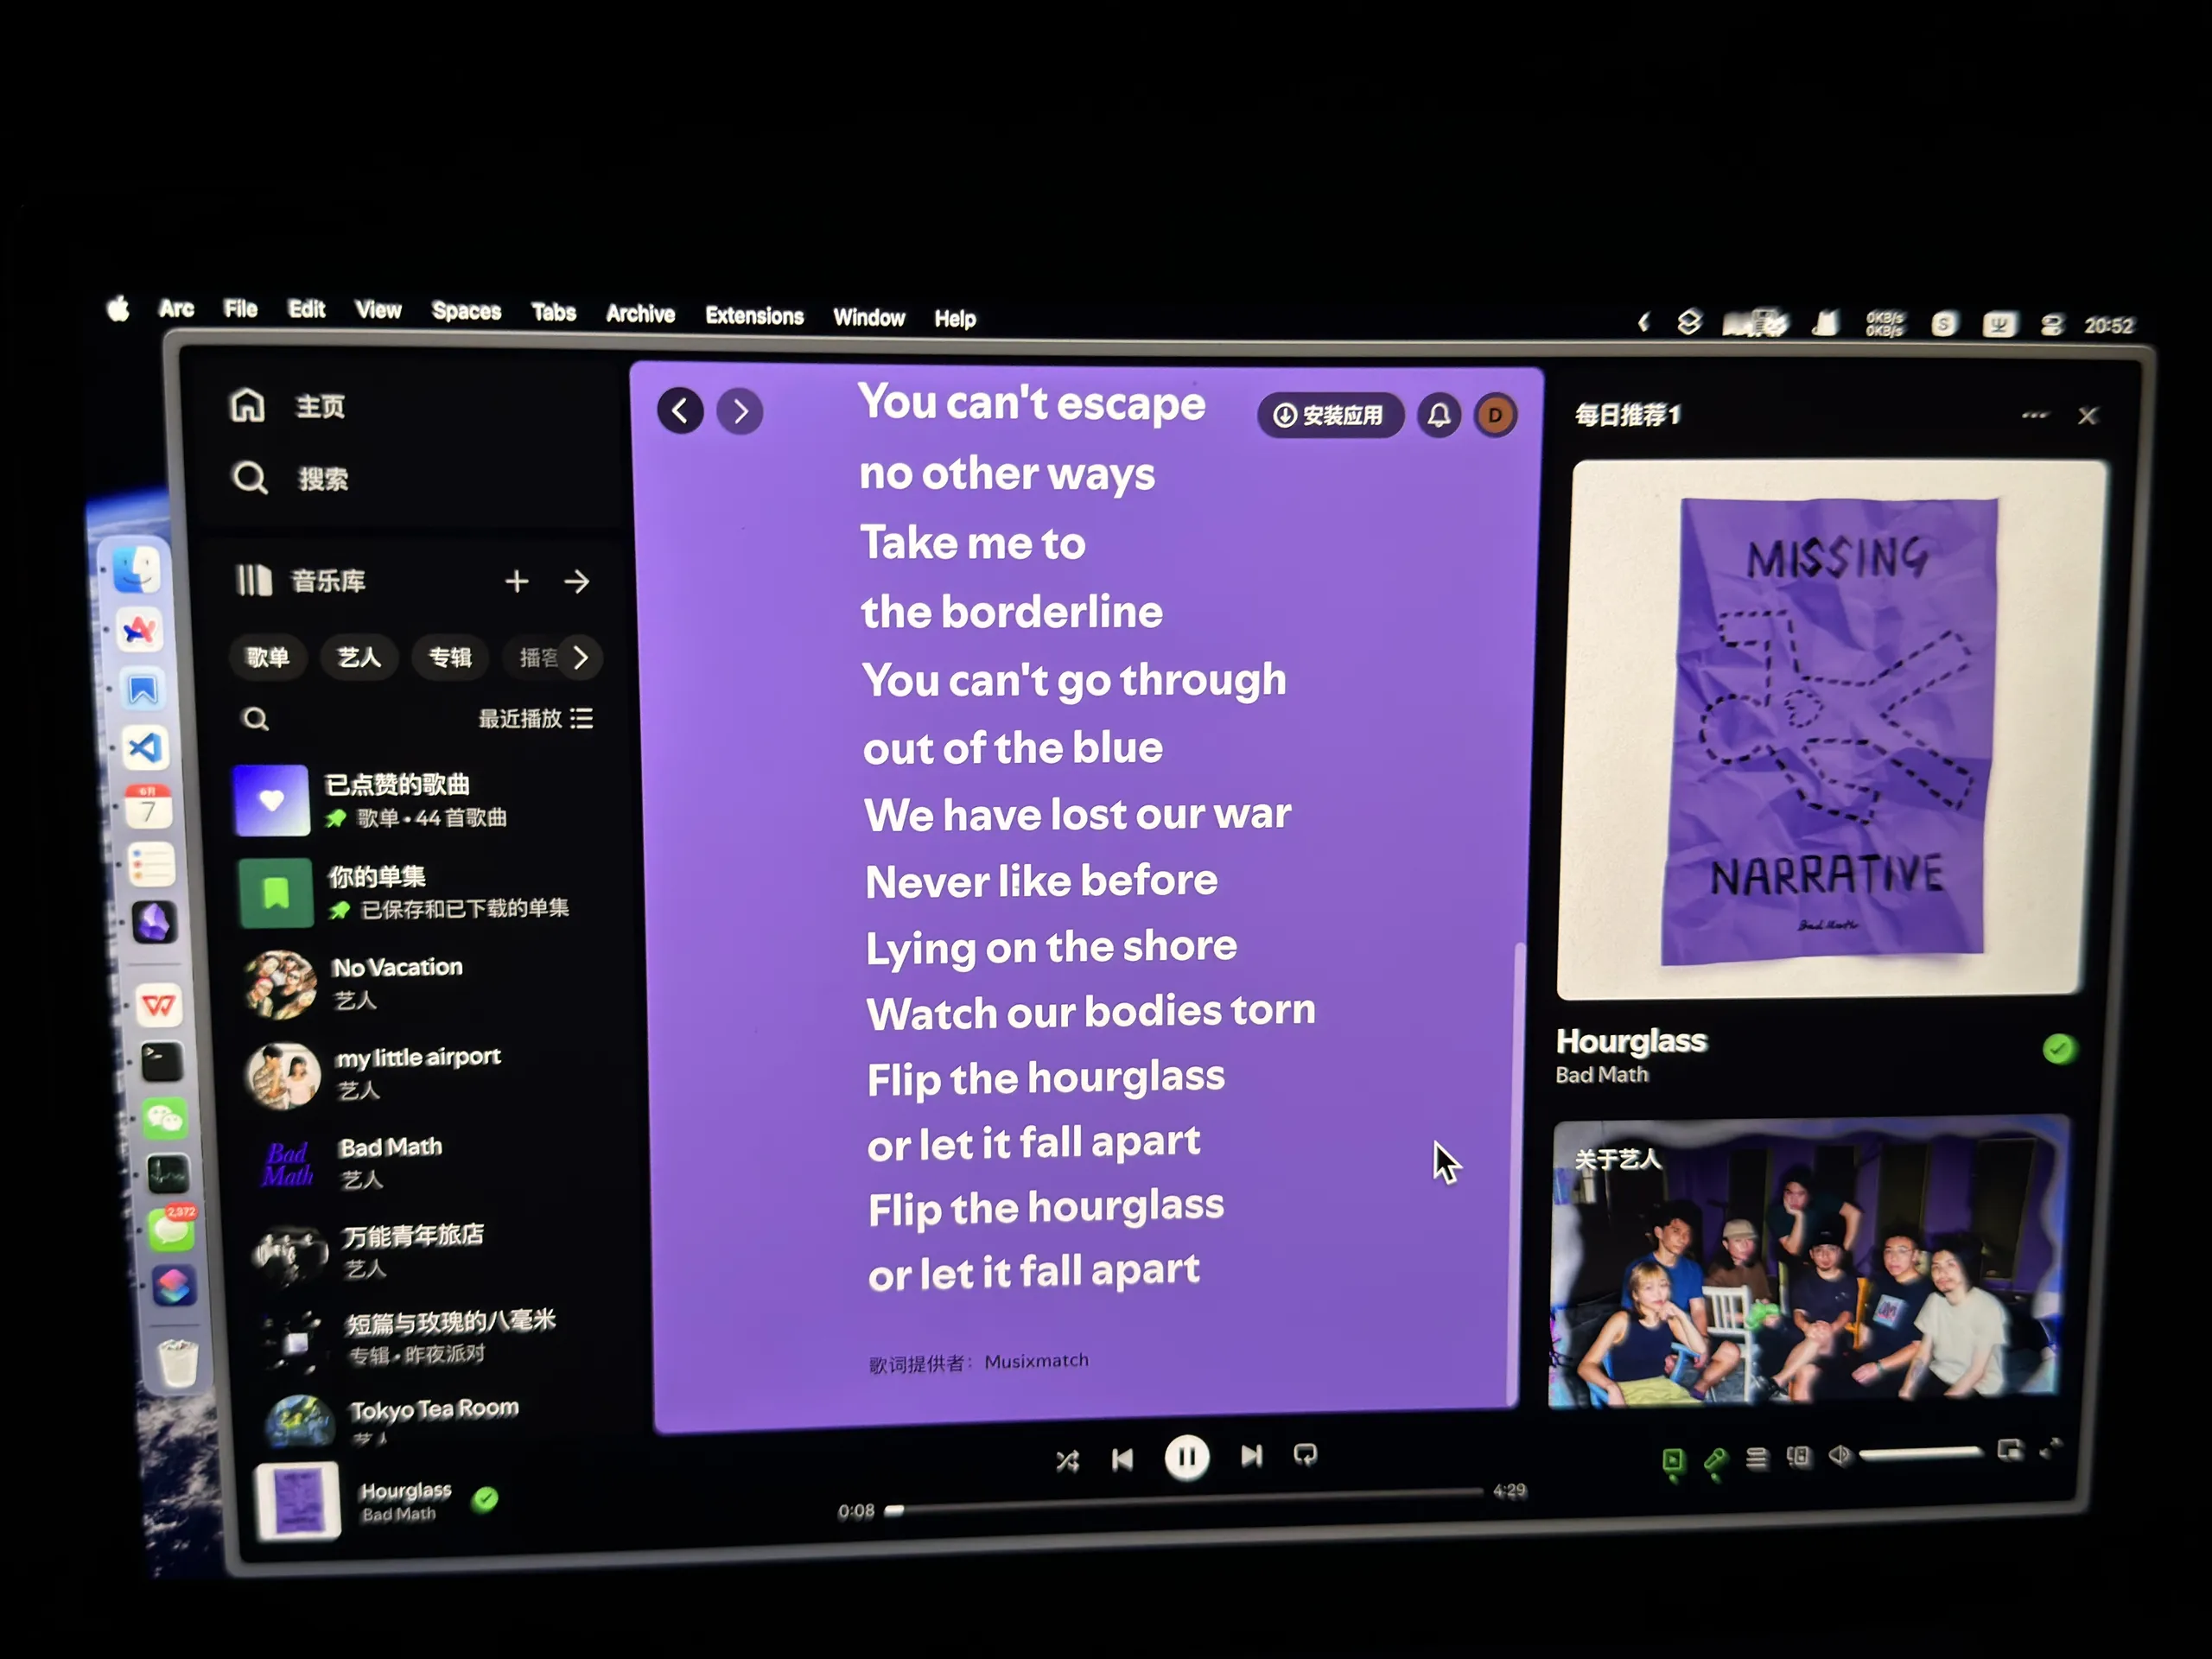 Arc File Edit View Spaces Tabs Archive Extensions Window Help
0KB/s
0KB/s
S
20:52
主页
搜索
音乐库
歌单 艺人 专辑 播客
最近播放
已点赞的歌曲
歌单 • 44 首歌曲
你的单集
已保存和已下载的单集
No Vacation
艺人
my little airport
艺人
Bad Math
Bad Math
艺人
万能青年旅店
艺人
短篇与玫瑰的八毫米
专辑 • 昨夜派对
Tokyo Tea Room
艺人
Hourglass
Bad Math
6月
7
2,372
安装应用
D
You can't escape
no other ways
Take me to
the borderline
You can't go through
out of the blue
We have lost our war
Never like before
Lying on the shore
Watch our bodies torn
Flip the hourglass
or let it fall apart
Flip the hourglass
or let it fall apart
歌词提供者：Musixmatch
0:08
4:29
每日推荐1
MISSING
NARRATIVE
Bad Math
Hourglass
Bad Math
关于艺人